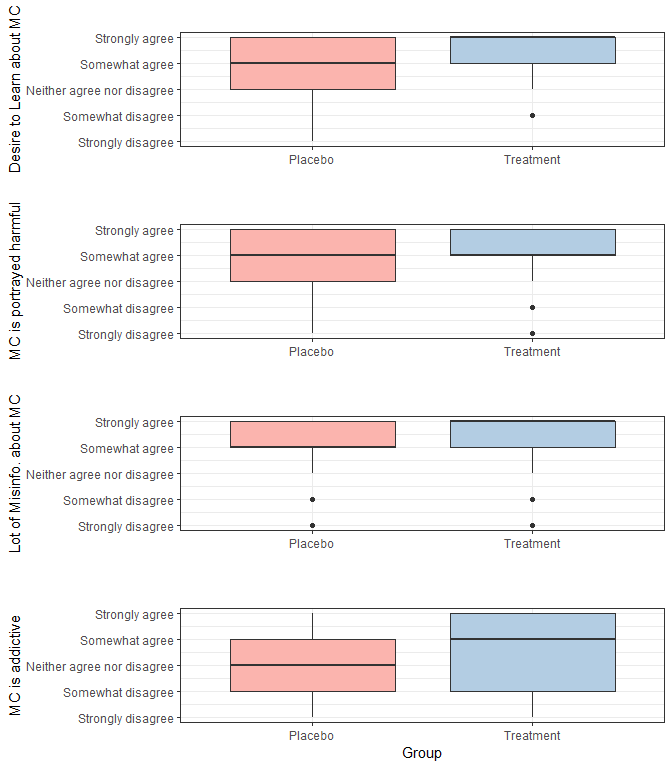 Desire to Learn about MC
Strongly agree
Somewhat agree
Neither agree nor disagree
Somewhat disagree
Strongly disagree
Placebo Treatment
MC is portrayed harmful
Strongly agree
Somewhat agree
Neither agree nor disagree
Somewhat disagree
Strongly disagree
Placebo Treatment
Lot of Misinfo. about MC
Strongly agree
Somewhat agree
Neither agree nor disagree
Somewhat disagree
Strongly disagree
Placebo Treatment
MC is addictive
Strongly agree
Somewhat agree
Neither agree nor disagree
Somewhat disagree
Strongly disagree
Placebo Treatment
Group